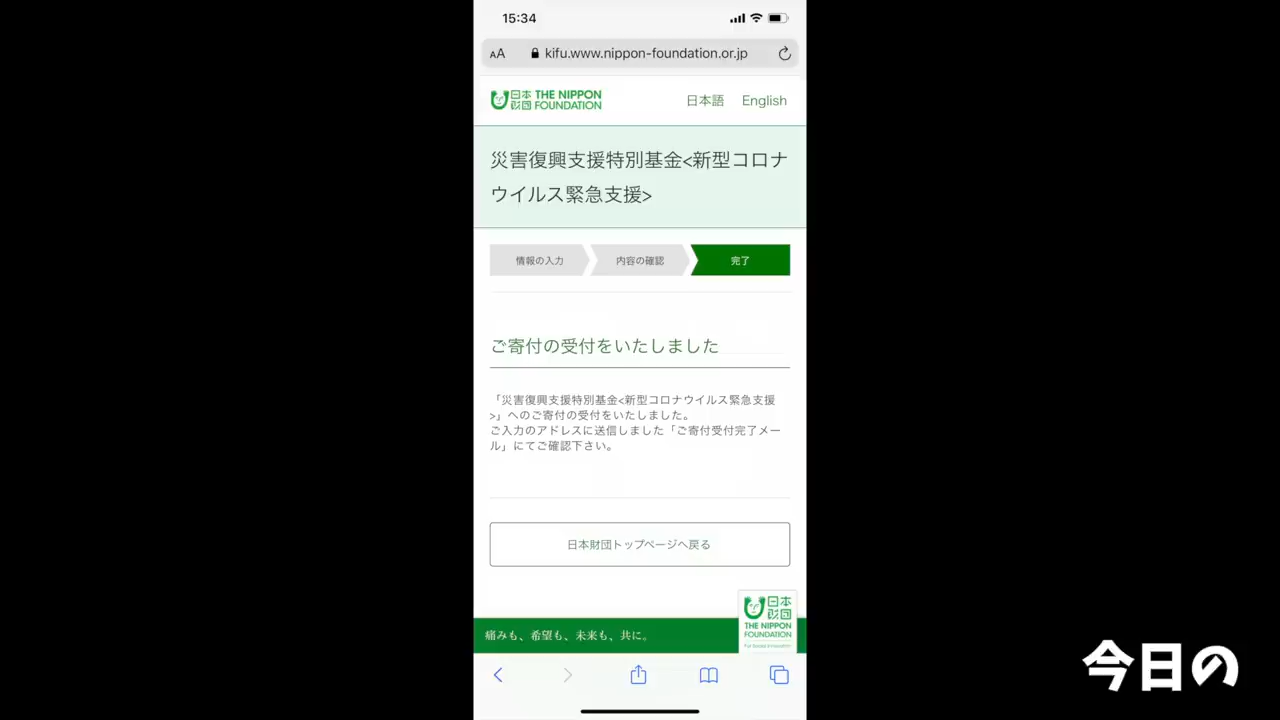 15:34
AA kifu.www.nippon-foundation.or.jp
日本財団 THE NIPPON FOUNDATION
日本語 English
災害復興支援特別基金<新型コロナ
ウイルス緊急支援>
情報の入力 内容の確認 完了
ご寄付の受付をいたしました
「災害復興支援特別基金<新型コロナウイルス緊急支援
>」へのご寄付の受付をいたしました。
ご入力のアドレスに送信しました「ご寄付受付完了メー
ル」にてご確認下さい。
日本財団トップページへ戻る
痛みも、希望も、未来も、共に。
日本
財団
THE NIPPON
FOUNDATION
For Social Innovation
今日の